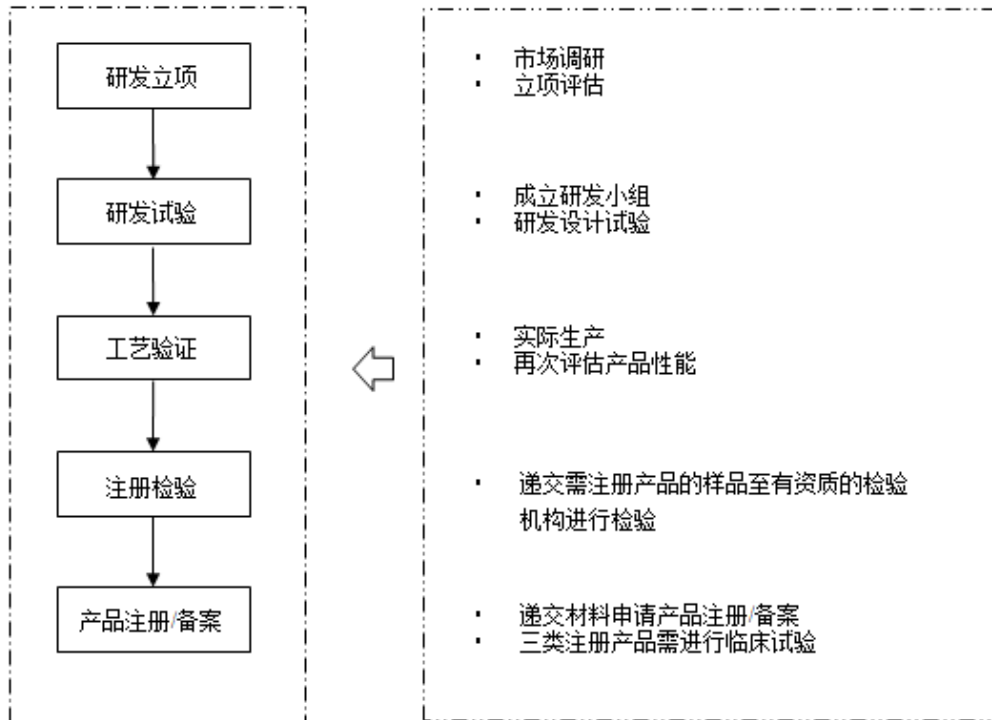 研发立项
研发试验
工艺验证
注册检验
产品注册/备案
· 市场调研
· 立项评估
· 成立研发小组
· 研发设计试验
· 实际生产
· 再次评估产品性能
· 递交需注册产品的样品至有资质的检验
机构进行检验
· 递交材料申请产品注册/备案
· 三类注册产品需进行临床试验